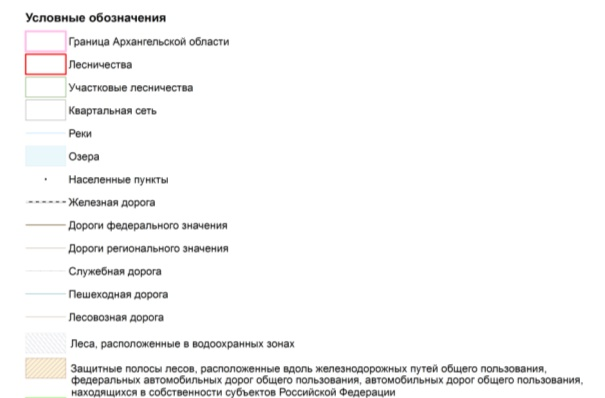 Условные обозначения
Граница Архангельской области
Лесничества
Участковые лесничества
Квартальная сеть
Реки
Озера
Населенные пункты
Железная дорога
Дороги федерального значения
Дороги регионального значения
Служебная дорога
Пешеходная дорога
Лесовозная дорога
Леса, расположенные в водоохранных зонах
Защитные полосы лесов, расположенные вдоль железнодорожных путей общего пользования,
федеральных автомобильных дорог общего пользования, автомобильных дорог общего пользования,
находящихся в собственности субъектов Российской Федерации